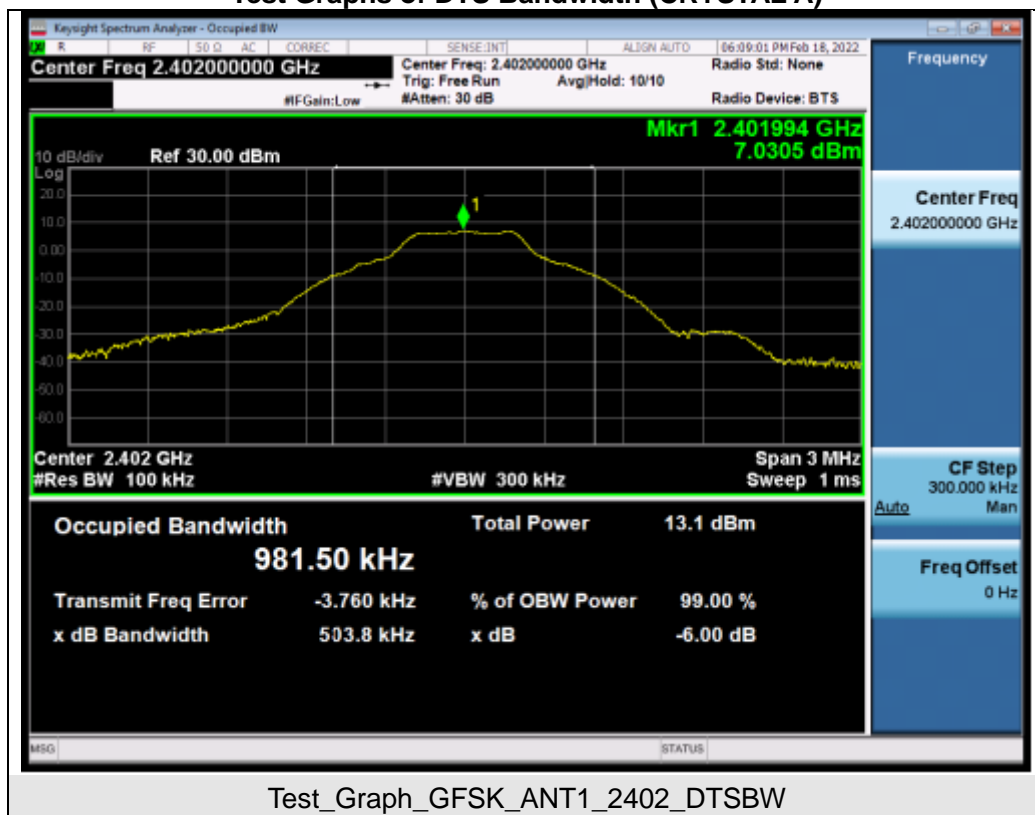 Test Graphs of DTS Bandwidth (CRYSTAL A)
Keysight Spectrum Analyzer - Occupied BW
R RF 50 Ω AC CORREC SENSE:INT ALIGN AUTO 06:09:01 PM Feb 18, 2022
Center Freq 2.402000000 GHz
Center Freq: 2.402000000 GHz
Radio Std: None
Trig: Free Run Avg|Hold: 10/10
#IFGain:Low #Atten: 30 dB Radio Device: BTS
Frequency
Mkr1 2.401994 GHz
7.0305 dBm
10 dB/div Ref 30.00 dBm
Log
20.0
10.0
0.00
-10.0
-20.0
-30.0
-40.0
-50.0
-60.0
1
Center 2.402 GHz Span 3 MHz
#Res BW 100 kHz #VBW 300 kHz Sweep 1 ms
Center Freq
2.402000000 GHz
CF Step
300.000 kHz
Auto Man
Freq Offset
0 Hz
Occupied Bandwidth Total Power 13.1 dBm
981.50 kHz
Transmit Freq Error -3.760 kHz % of OBW Power 99.00 %
x dB Bandwidth 503.8 kHz x dB -6.00 dB
MSG STATUS
Test_Graph_GFSK_ANT1_2402_DTSBW